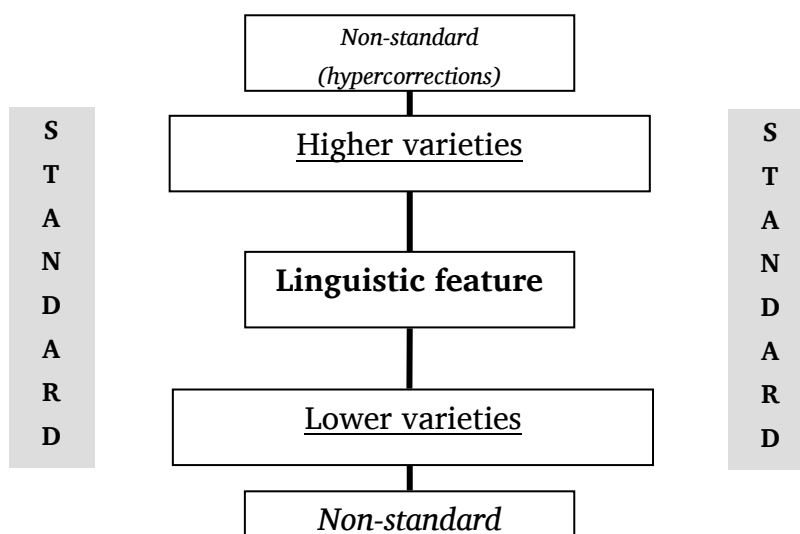 Non-standard
(hypercorrections)
S
T
A
N
D
A
R
D
Higher varieties
Linguistic feature
Lower varieties
Non-standard
S
T
A
N
D
A
R
D